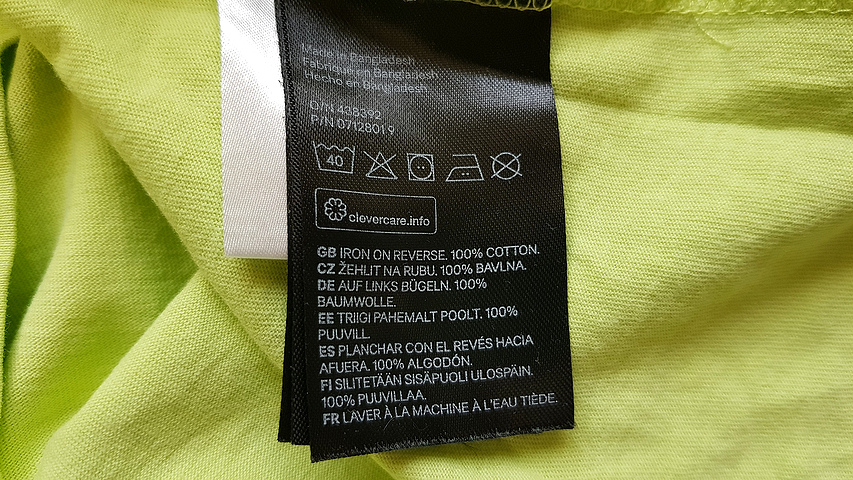 Made in Bangladesh
Fabriqué en Bangladesh
Hecho en Bangladesh
O/N 438392
P/N 07128019
40
clevercare.info
GB IRON ON REVERSE. 100% COTTON.
CZ ŽEHLIT NA RUBU. 100% BAVLNA.
DE AUF LINKS BÜGELN. 100%
BAUMWOLLE.
EE TRIIGI PAHEMALT POOLT. 100%
PUUVILL.
ES PLANCHAR CON EL REVÉS HACIA
AFUERA. 100% ALGODÓN.
FI SILITETÄÄN SISÄPUOLI ULOSPÄIN.
100% PUUVILLAA.
FR LAVER À LA MACHINE À L'EAU TIÈDE.